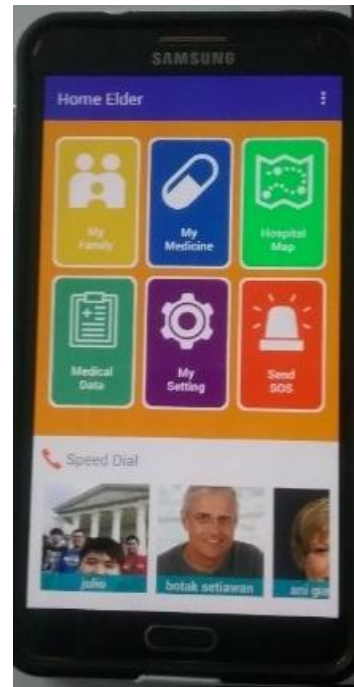 SAMSUNG
Home Elder
My
Family
My
Medicine
Hospital
Map
Medical
Data
My
Setting
Send
SOS
Speed Dial
julio
botak setiawan
ani